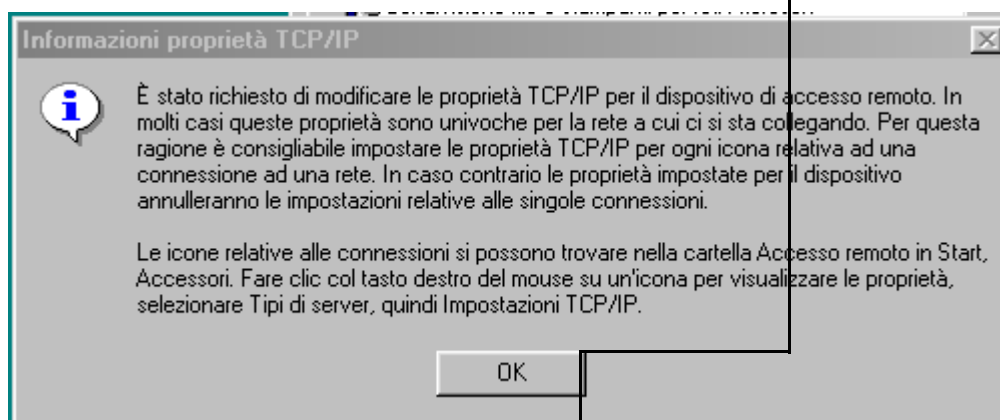 Informazioni proprietà TCP/IP
È stato richiesto di modificare le proprietà TCP/IP per il dispositivo di accesso remoto. In
molti casi queste proprietà sono univoche per la rete a cui ci si sta collegando. Per questa
ragione è consigliabile impostare le proprietà TCP/IP per ogni icona relativa ad una
connessione ad una rete. In caso contrario le proprietà impostate per il dispositivo
annulleranno le impostazioni relative alle singole connessioni.
Le icone relative alle connessioni si possono trovare nella cartella Accesso remoto in Start,
Accessori. Fare clic col tasto destro del mouse su un'icona per visualizzare le proprietà,
selezionare Tipi di server, quindi Impostazioni TCP/IP.
OK